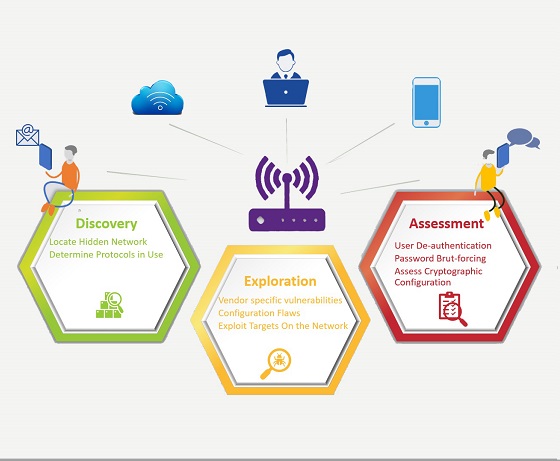 Discovery
Locate Hidden Network
Determine Protocols in Use
Exploration
Vendor specific vulnerabilities
Configuration Flaws
Exploit Targets On the Network
Assessment
User De-authentication
Password Brut-forcing
Assess Cryptographic
Configuration
@